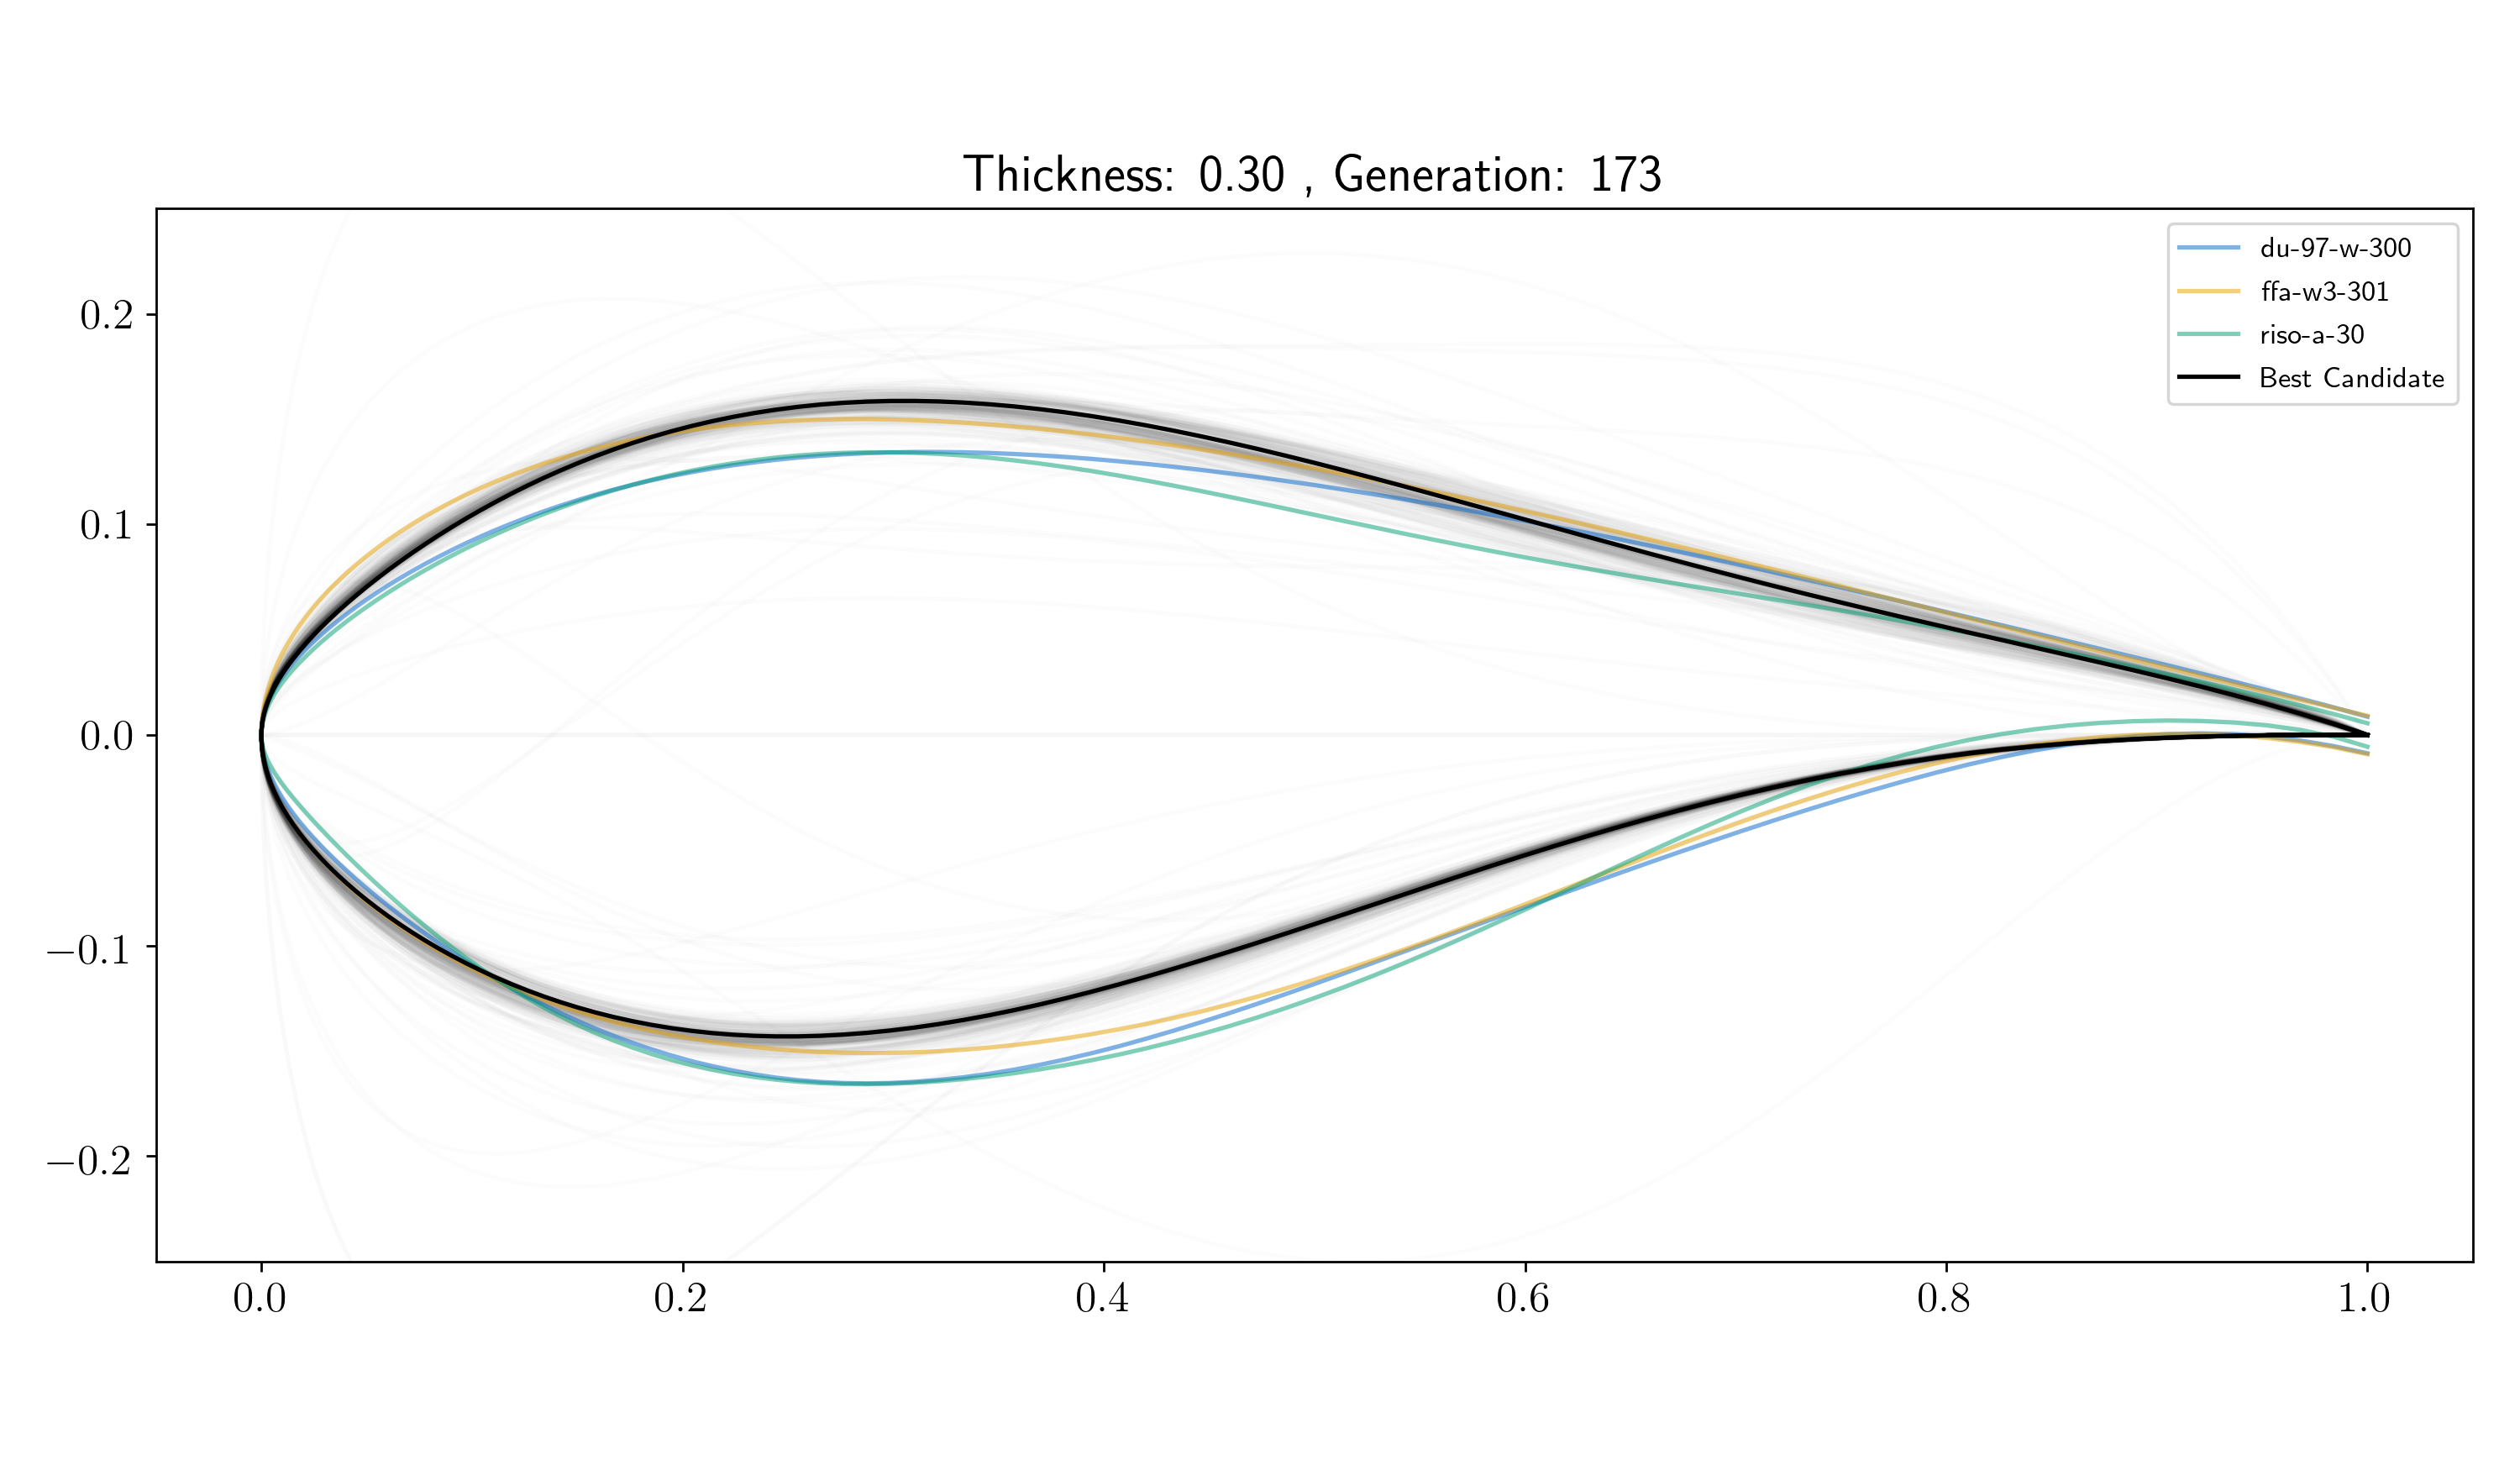 Thickness: 0.30 , Generation: 173
du-97-w-300
ffa-w3-301
riso-a-30
Best Candidate
0.2
0.1
0.0
−0.1
−0.2
0.0 0.2 0.4 0.6 0.8 1.0